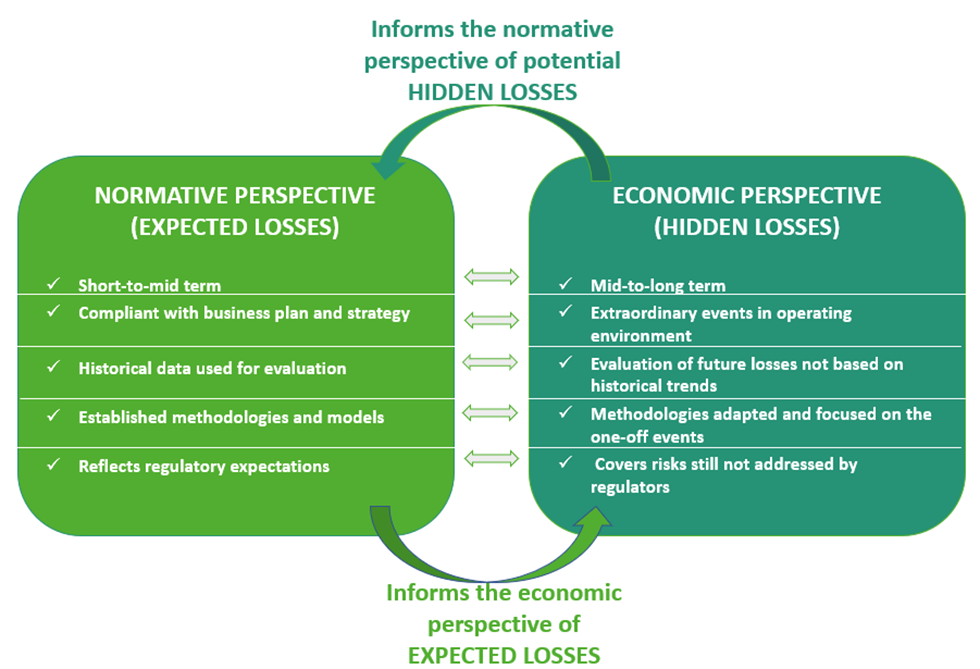 Informs the normative
perspective of potential
HIDDEN LOSSES
NORMATIVE PERSPECTIVE
(EXPECTED LOSSES)
✓ Short-to-mid term
✓ Compliant with business plan and strategy
✓ Historical data used for evaluation
✓ Established methodologies and models
✓ Reflects regulatory expectations
ECONOMIC PERSPECTIVE
(HIDDEN LOSSES)
✓ Mid-to-long term
✓ Extraordinary events in operating
environment
✓ Evaluation of future losses not based on
historical trends
✓ Methodologies adapted and focused on the
one-off events
✓ Covers risks still not addressed by
regulators
Informs the economic
perspective of
EXPECTED LOSSES